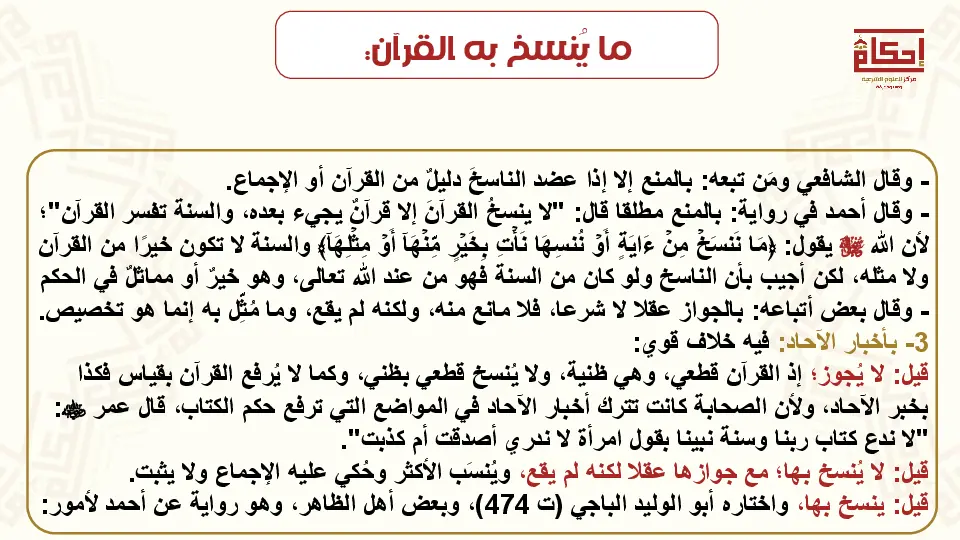 ما يُنسخ به القرآن:
إحكام
مركز العلوم الشرعية
- وقال الشافعي ومَن تبعه: بالمنع إلا إذا عضد الناسخَ دليلٌ من القرآن أو الإجماع.
- وقال أحمد في رواية: بالمنع مطلقا قال: "لا ينسخُ القرآنَ إلا قرآنٌ يجيء بعده، والسنة تفسر القرآن"؛
لأن الله ﷻ يقول: ﴿مَا نَنسَخۡ مِنۡ ءَايَةٍ أَوۡ نُنسِهَا نَأۡتِ بِخَيۡرٖ مِّنۡهَآ أَوۡ مِثۡلِهَآ﴾ والسنة لا تكون خيرًا من القرآن
ولا مثله، لكن أجيب بأن الناسخ ولو كان من السنة فهو من عند الله تعالى، وهو خيرٌ أو مماثلٌ في الحكم
- وقال بعض أتباعه: بالجواز عقلا لا شرعا، فلا مانع منه، ولكنه لم يقع، وما مُثِّل به إنما هو تخصيص.
3- بأخبار الآحاد: فيه خلاف قوي:
قيل: لا يُجوز؛ إذ القرآن قطعي، وهي ظنية، ولا يُنسخ قطعي بظني، وكما لا يُرفع القرآن بقياس فكذا
بخبر الآحاد، ولأن الصحابة كانت تترك أخبار الآحاد في المواضع التي ترفع حكم الكتاب، قال عمر ﵁:
"لا ندع كتاب ربنا وسنة نبينا بقول امرأة لا ندري أصدقت أم كذبت".
قيل: لا يُنسخ بها؛ مع جوازها عقلا لكنه لم يقع، ويُنسَب الأكثر وحُكي عليه الإجماع ولا يثبت.
قيل: ينسخ بها، واختاره أبو الوليد الباجي (ت 474)، وبعض أهل الظاهر، وهو رواية عن أحمد لأمور: